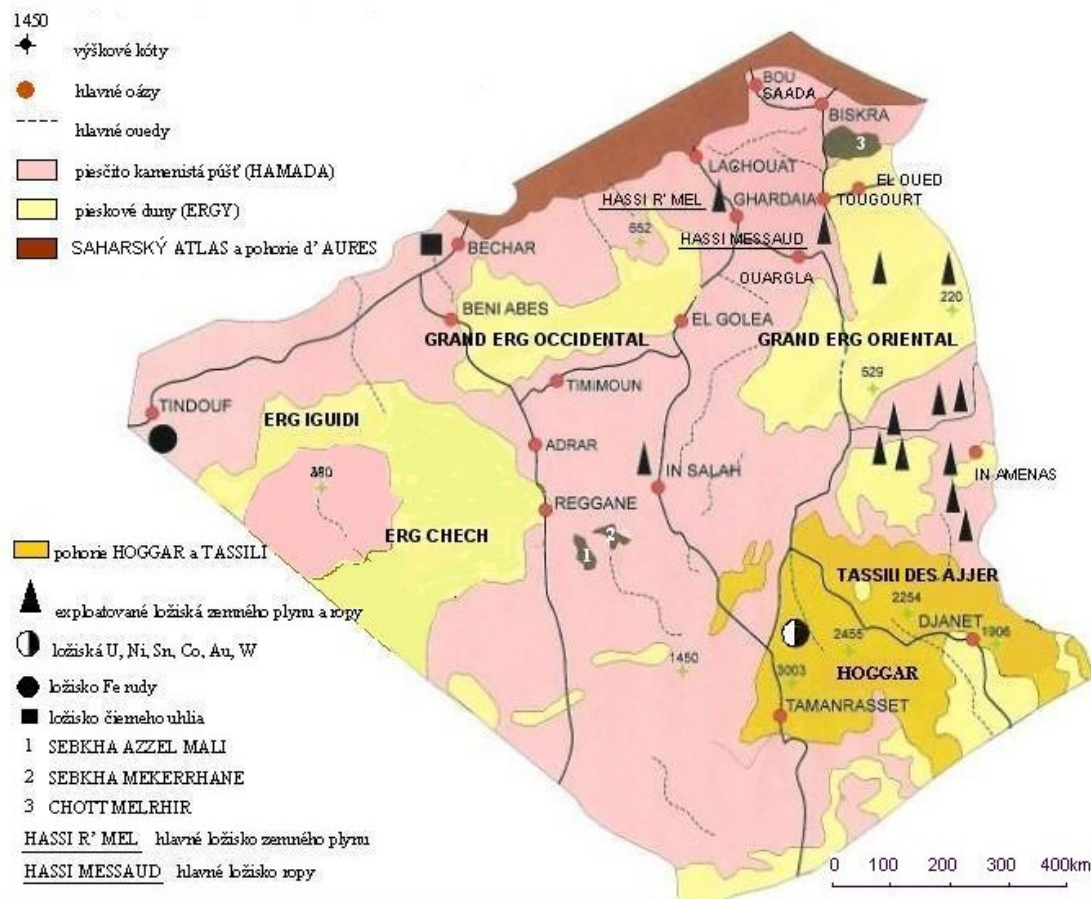 1450
výškové kóty
hlavné oázy
hlavné ouedy
piesčito kamenistá púšť (HAMADA)
pieskové duny (ERGY)
SAHARSKÝ ATLAS a pohorie d' AURES
BOU
SAADA
BISKRA
3
LAGHOUAT
EL OUED
HASSI R' MEL
GHARDAIA
TOUGOURT
552
HASSI MESSAUD
BECHAR
OUARGLA
220
BENI ABES
EL GOLEA
GRAND ERG OCCIDENTAL
GRAND ERG ORIENTAL
529
TIMIMOUN
TINDOUF
ERG IGUIDI
ADRAR
IN SALAH
IN AMENAS
380
REGGANE
ERG CHECH
2
1
pohorie HOGGAR a TASSILI
TASSILI DES AJJER
2254
exploatované ložiská zemného plynu a ropy
DJANET
1906
2455
ložiská U, Ni, Sn, Co, Au, W
1450
3003
HOGGAR
ložisko Fe rudy
TAMANRASSET
ložisko čierneho uhlia
1 SEBKHA AZZEL MALI
2 SEBKHA MEKERRHANE
3 CHOTT MELRHIR
HASSI R' MEL hlavné ložisko zemného plynu
HASSI MESSAUD hlavné ložisko ropy
0 100 200 300 400km